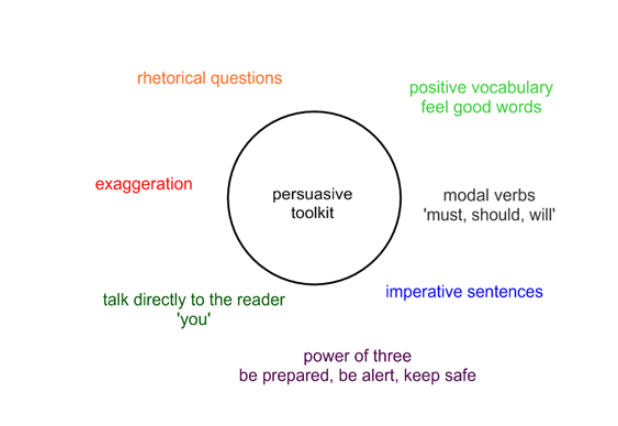 rhetorical questions
positive vocabulary
feel good words
exaggeration
persuasive
toolkit
modal verbs
'must, should, will'
imperative sentences
talk directly to the reader
'you'
power of three
be prepared, be alert, keep safe